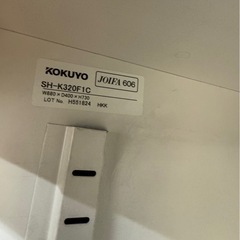 KOKUYO
JOIFA 606
SH-K320F1C
W880×D400×H730
LOT No. H551824 HKK